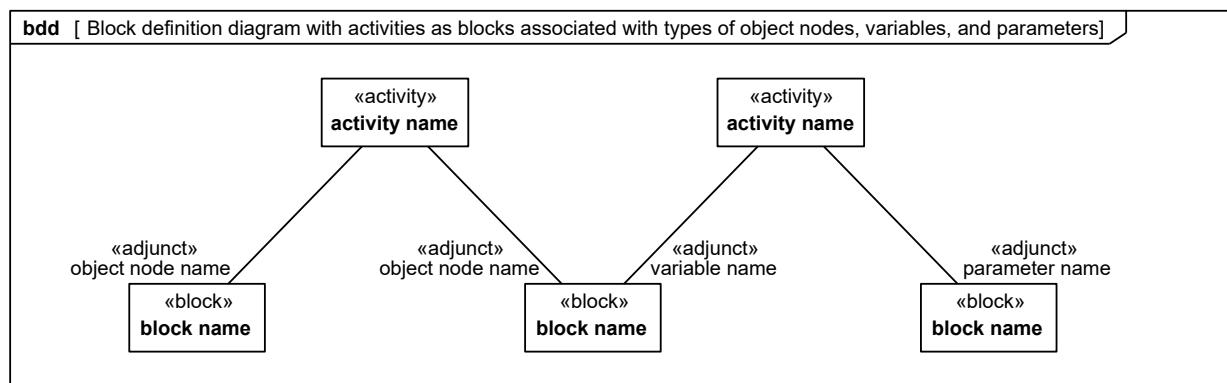 bdd [ Block definition diagram with activities as blocks associated with types of object nodes, variables, and parameters]
«activity»
activity name
«activity»
activity name
«adjunct»
object node name
«adjunct»
object node name
«adjunct»
variable name
«adjunct»
parameter name
«block»
block name
«block»
block name
«block»
block name